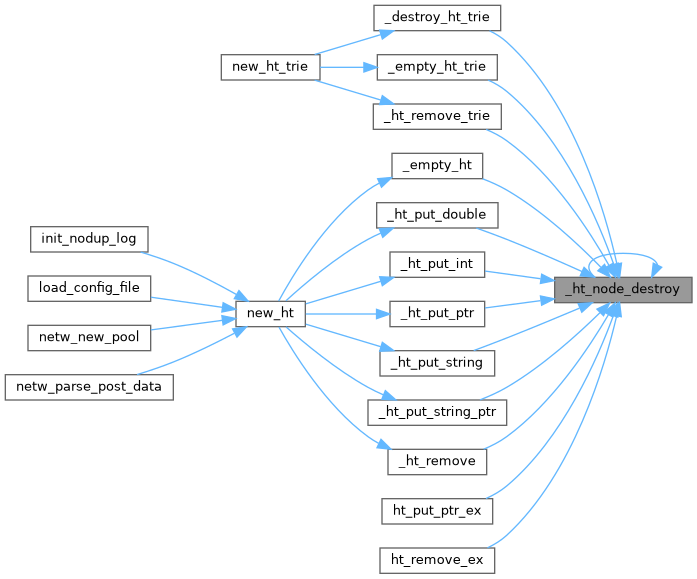 _destroy_ht_trie
new_ht_trie
_empty_ht_trie
_ht_remove_trie
_empty_ht
_ht_put_double
init_nodup_log
_ht_put_int
load_config_file
_ht_node_destroy
new_ht
_ht_put_ptr
netw_new_pool
_ht_put_string
netw_parse_post_data
_ht_put_string_ptr
_ht_remove
ht_put_ptr_ex
ht_remove_ex